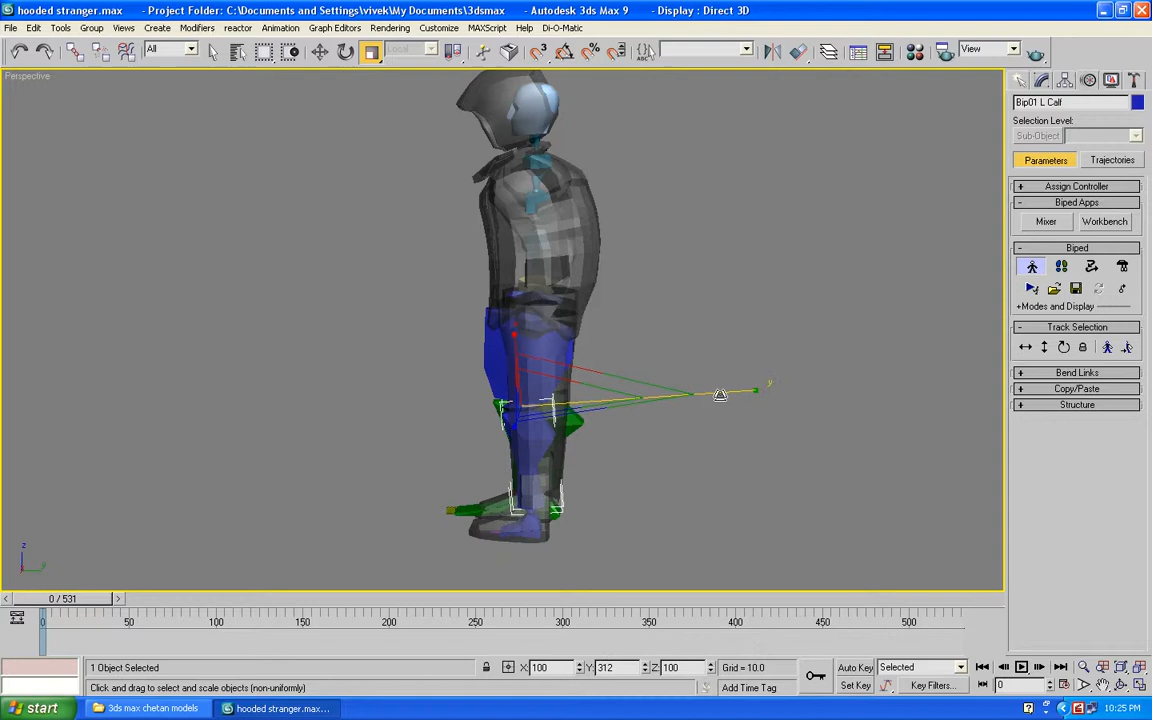 hooded stranger.max - Project Folder: C:\Documents and Settings\vivek\My Documents\3dsmax - Autodesk 3ds Max 9 - Display : Direct 3D
File Edit Tools Group Views Create Modifiers reactor Animation Graph Editors Rendering Customize MAXScript Help Di-O-Matic
All Local View
Perspective
Bip01 L Calf
Selection Level:
Sub-Object
Parameters Trajectories
+ Assign Controller
- Biped Apps
Mixer Workbench
- Biped
+Modes and Display
- Track Selection
+ Bend Links
+ Copy/Paste
+ Structure
y
z
y
0 / 531
0 50 100 150 200 250 300 350 400 450 500
1 Object Selected X: 100 Y: 312 Z: 100 Grid = 10.0 Auto Key Selected
Click and drag to select and scale objects (non-uniformly) Add Time Tag Set Key Key Filters... 0
start 3ds max chetan models hooded stranger.max... 10:25 PM